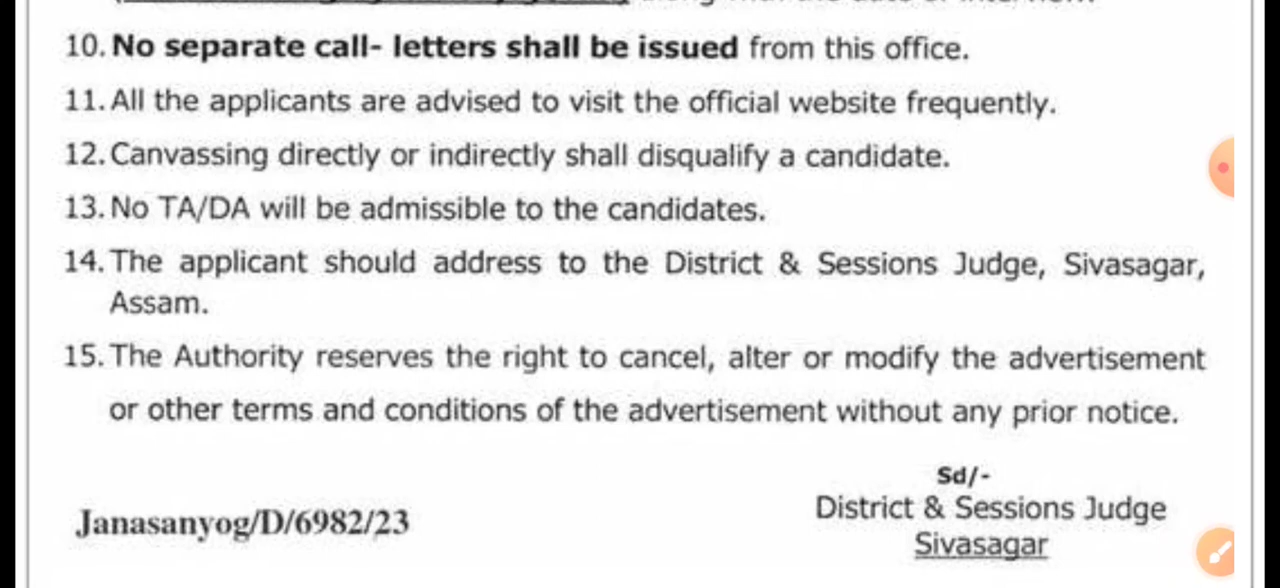 10. No separate call- letters shall be issued from this office.
11. All the applicants are advised to visit the official website frequently.
12. Canvassing directly or indirectly shall disqualify a candidate.
13. No TA/DA will be admissible to the candidates.
14. The applicant should address to the District & Sessions Judge, Sivasagar,
Assam.
15. The Authority reserves the right to cancel, alter or modify the advertisement
or other terms and conditions of the advertisement without any prior notice.
Sd/-
Janasanyog/D/6982/23
District & Sessions Judge
Sivasagar